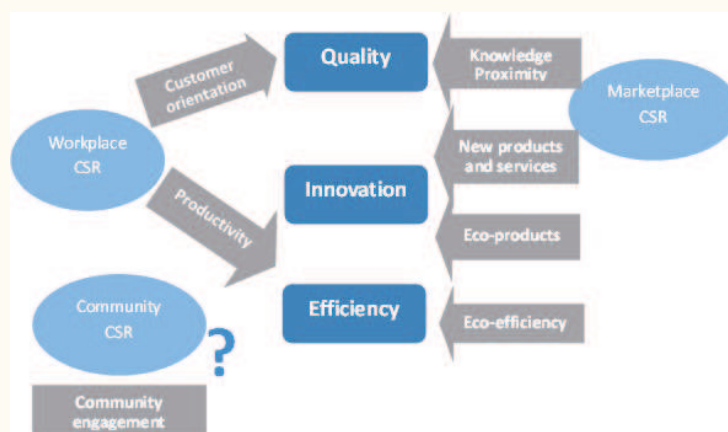 Quality
Knowledge
Proximity
Customer
orientation
Marketplace
CSR
Workplace
CSR
New products
and services
Innovation
Productivity
Eco-products
Community
CSR
?
Efficiency
Eco-efficiency
Community
engagement